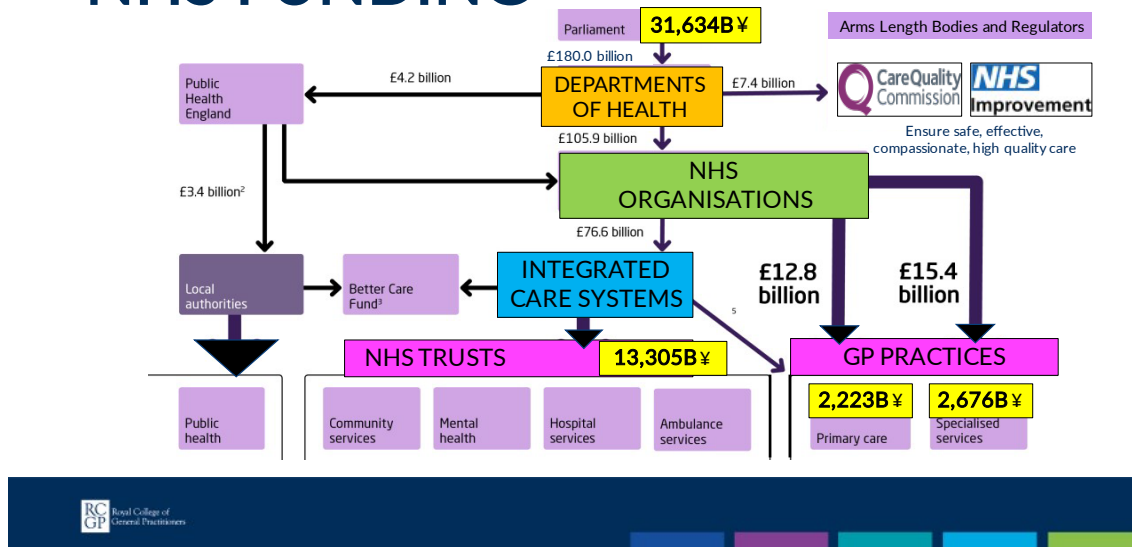 NHS FUNDING
Parliament
31,634B ¥
Arms Length Bodies and Regulators
£180.0 billion
Public
Health
England
£4.2 billion
DEPARTMENTS
OF HEALTH
£7.4 billion
CareQuality
Commission
NHS
Improvement
Ensure safe, effective,
compassionate, high quality care
£105.9 billion
NHS
ORGANISATIONS
£3.4 billion²
£76.6 billion
Local
authorities
Better Care
Fund³
INTEGRATED
CARE SYSTEMS
£12.8
billion
£15.4
billion
5
NHS TRUSTS
13,305B ¥
GP PRACTICES
2,223B ¥
2,676B ¥
Public
health
Community
services
Mental
health
Hospital
services
Ambulance
services
Primary care
Specialised
services
RC
GP
Royal College of
General Practitioners